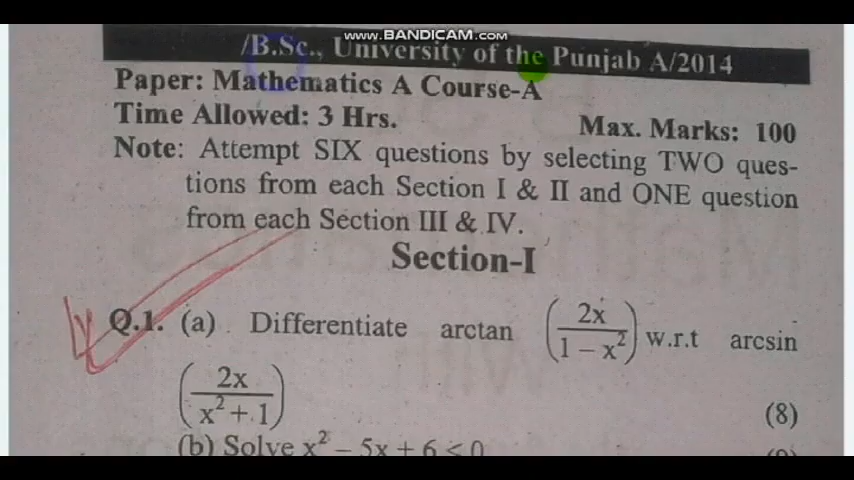 www.BANDICAM.com
/B.Sc., University of the Punjab A/2014
Paper: Mathematics A Course-A
Time Allowed: 3 Hrs. Max. Marks: 100
Note: Attempt SIX questions by selecting TWO ques-
tions from each Section I & II and ONE question
from each Section III & IV.
Section-I
Q.1. (a) Differentiate arctan (2x/(1 − x²)) w.r.t arcsin
(2x/(x² + 1)) (8)
(b) Solve x² − 5x + 6 < 0